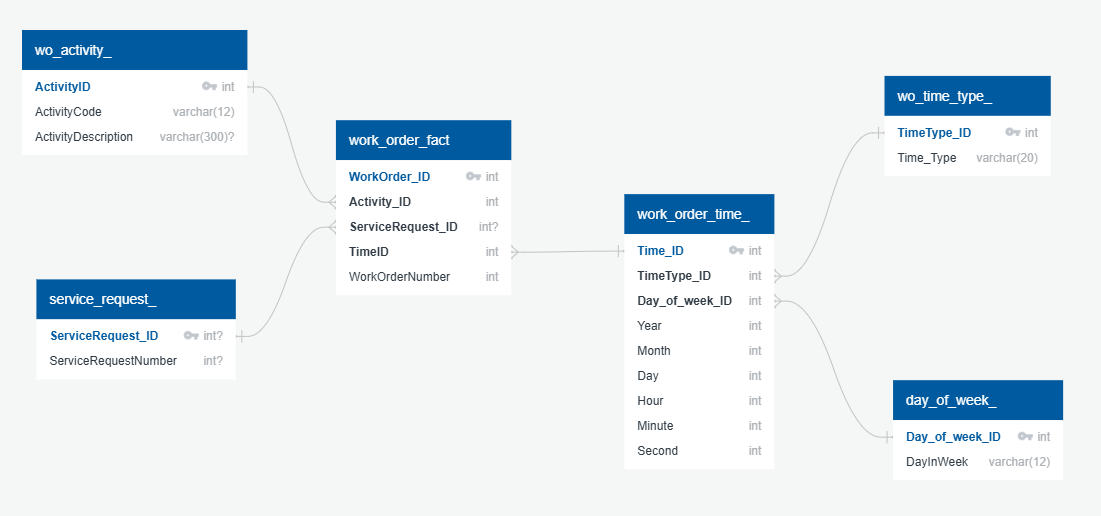 wo_activity_
ActivityID int
ActivityCode varchar(12)
ActivityDescription varchar(300)?
work_order_fact
WorkOrder_ID int
Activity_ID int
ServiceRequest_ID int?
TimeID int
WorkOrderNumber int
service_request_
ServiceRequest_ID int?
ServiceRequestNumber int?
work_order_time_
Time_ID int
TimeType_ID int
Day_of_week_ID int
Year int
Month int
Day int
Hour int
Minute int
Second int
wo_time_type_
TimeType_ID int
Time_Type varchar(20)
day_of_week_
Day_of_week_ID int
DayInWeek varchar(12)